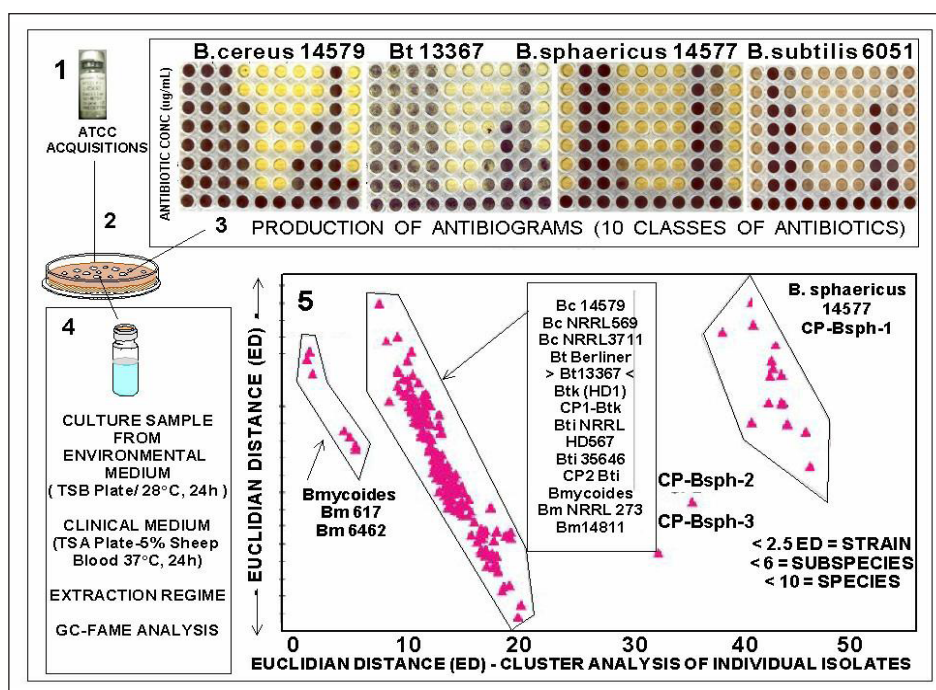 1
ATCC
ACQUISITIONS
2
3
B.cereus 14579
Bt 13367
B.sphaericus 14577
B.subtilis 6051
ANTIBIOTIC CONC (ug/mL)
PRODUCTION OF ANTIBIOGRAMS (10 CLASSES OF ANTIBIOTICS)
4
CULTURE SAMPLE
FROM
ENVIRONMENTAL
MEDIUM
( TSB Plate/ 28°C, 24h )
CLINICAL MEDIUM
(TSA Plate-5% Sheep
Blood 37°C, 24h)
EXTRACTION REGIME
GC-FAME ANALYSIS
5
EUCLIDIAN DISTANCE (ED)
Bmycoides
Bm 617
Bm 6462
Bc 14579
Bc NRRL569
Bc NRRL3711
Bt Berliner
> Bt13367 <
Btk (HD1)
CP1-Btk
Bti NRRL
HD567
Bti 35646
CP2 Bti
Bmycoides
Bm NRRL 273
Bm14811
B. sphaericus
14577
CP-Bsph-1
CP-Bsph-2
CP-Bsph-3
< 2.5 ED = STRAIN
< 6 = SUBSPECIES
< 10 = SPECIES
0 10 20 30 40 50
EUCLIDIAN DISTANCE (ED) - CLUSTER ANALYSIS OF INDIVIDUAL ISOLATES